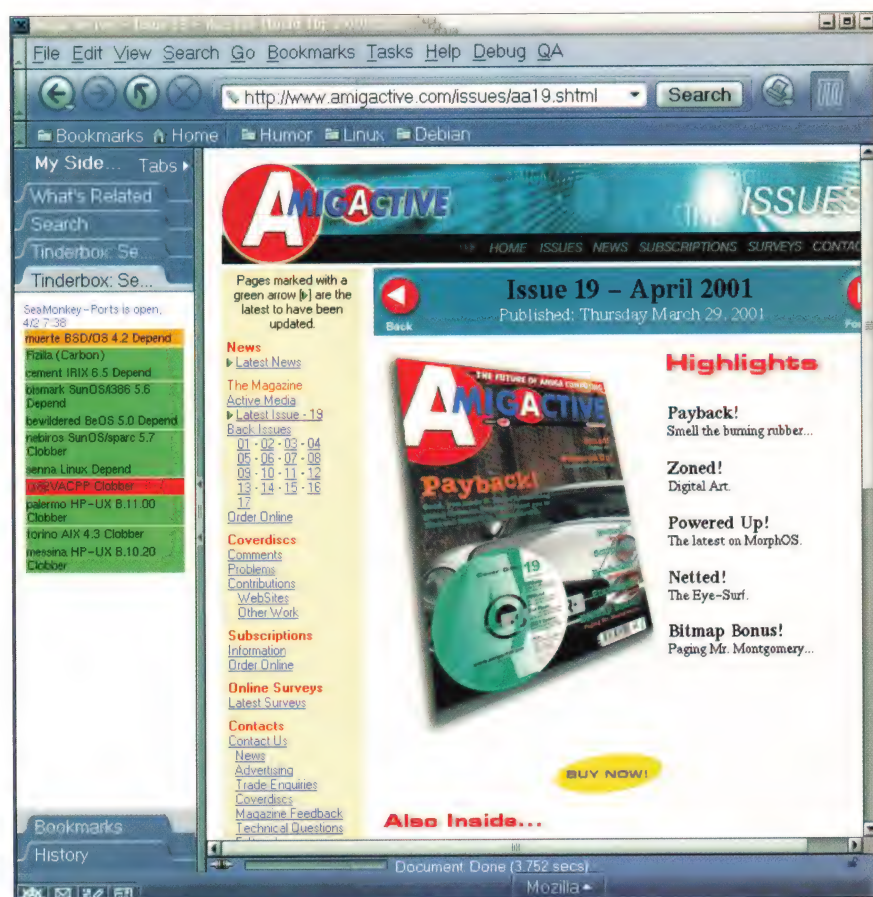 File Edit View Search Go Bookmarks Tasks Help Debug QA
http://www.amigactive.com/issues/aa19.shtml Search
Bookmarks Home Humor Linux Debian
My Side... Tabs
What's Related
Search
Tinderbox: Se...
Tinderbox: Se...
SeaMonkey-Ports is open,
4/2 7:38
muerte BSD/OS 4.2 Depend
Fizilla (Carbon)
cement IRIX 6.5 Depend
bismark SunOS/i386 5.6
Depend
bewildered BeOS 5.0 Depend
nebiros SunOS/sparc 5.7
Clobber
senna Linux Depend
Clobber
palermo HP-UX B.11.00
Clobber
torino AIX 4.3 Clobber
messina HP-UX B.10.20
Clobber
Bookmarks
History
AMIGACTIVE
ISSUES
HOME ISSUES NEWS SUBSCRIPTIONS SURVEYS CONTAC
Pages marked with a
green arrow [▶] are the
latest to have been
updated.
News
Latest News
The Magazine
Active Media
Latest Issue - 19
Back Issues
01 - 02 - 03 - 04
05 - 06 - 07 - 08
09 - 10 - 11 - 12
13 - 14 - 15 - 16
17
Order Online
Coverdiscs
Comments
Problems
Contributions
WebSites
Other Work
Subscriptions
Information
Order Online
Online Surveys
Latest Surveys
Contacts
Contact Us
News
Advertising
Trade Enquiries
Coverdiscs
Magazine Feedback
Technical Questions
Back
Issue 19 - April 2001
Published: Thursday March 29, 2001
THE FUTURE OF AMIGA COMPUTING
AMIGACTIVE
Payback!
19
Highlights
Payback!
Smell the burning rubber...
Zoned!
Digital Art.
Powered Up!
The latest on MorphOS.
Netted!
The Eye-Surf.
Bitmap Bonus!
Paging Mr. Montgomery...
BUY NOW!
Also Inside...
Document: Done (3.752 secs)
Mozilla